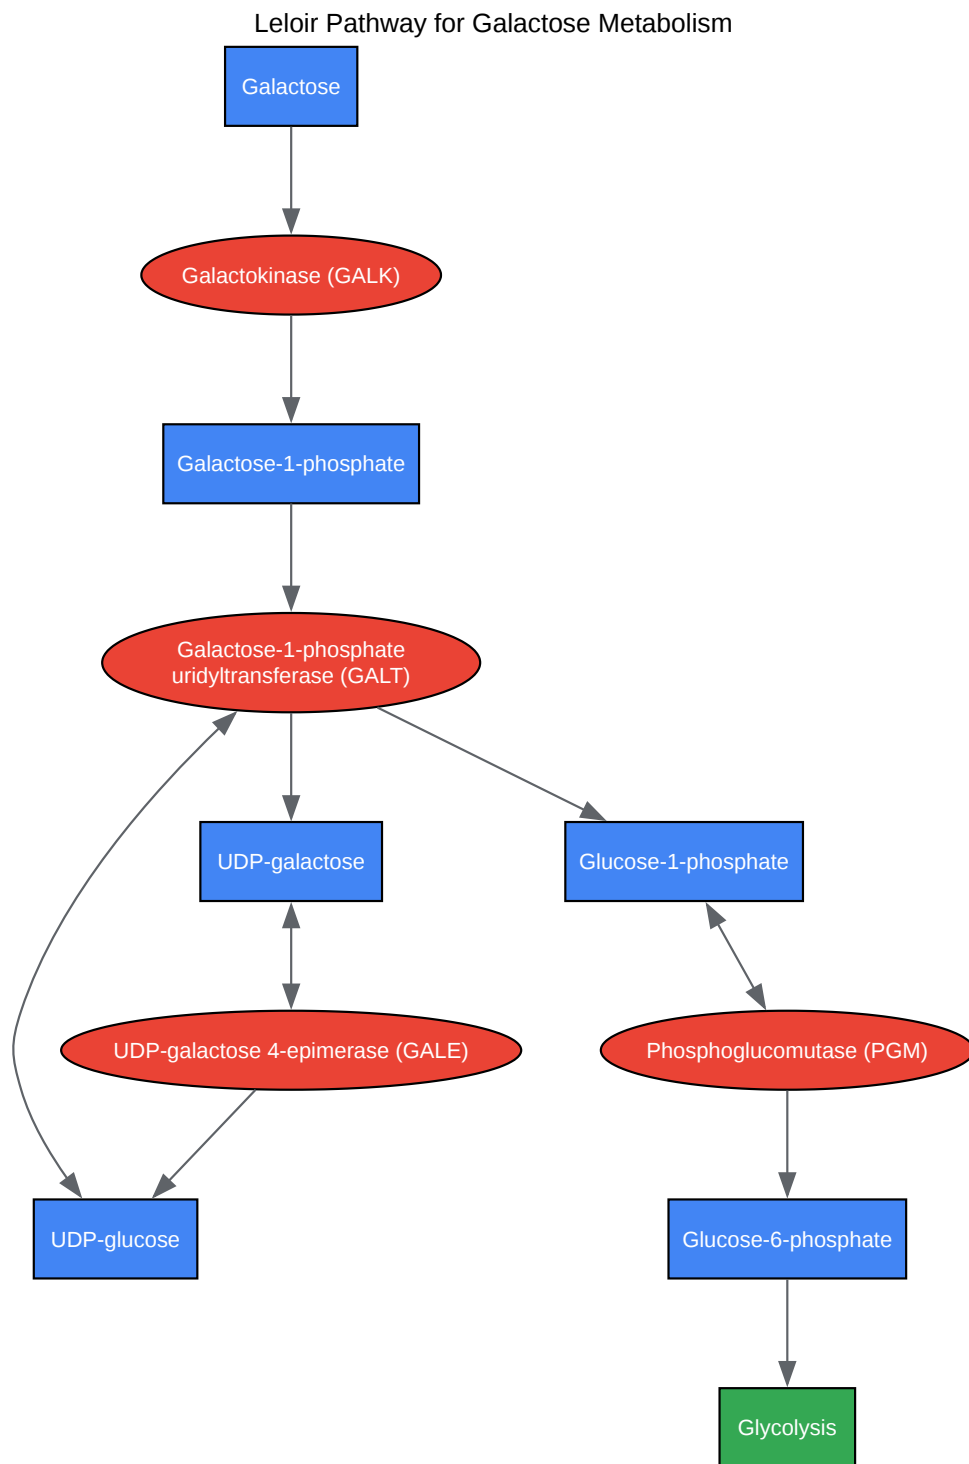 Leloir Pathway for Galactose Metabolism
Galactose
Galactokinase (GALK)
Galactose-1-phosphate
Galactose-1-phosphate
uridyltransferase (GALT)
UDP-galactose
Glucose-1-phosphate
UDP-galactose 4-epimerase (GALE)
Phosphoglucomutase (PGM)
UDP-glucose
Glucose-6-phosphate
Glycolysis